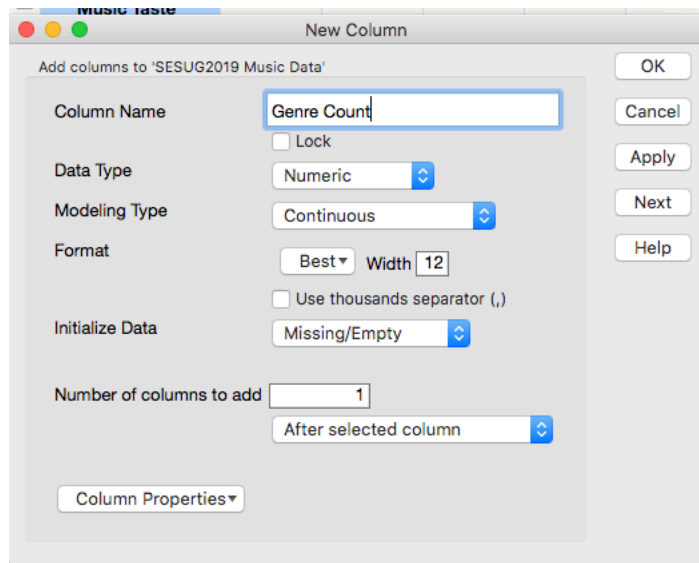 Music Taste
New Column
Add columns to 'SESUG2019 Music Data'
OK
Column Name Genre Count
Cancel
Lock
Apply
Data Type Numeric
Modeling Type Continuous
Next
Format Best Width 12
Help
Use thousands separator (,)
Initialize Data Missing/Empty
Number of columns to add 1
After selected column
Column Properties